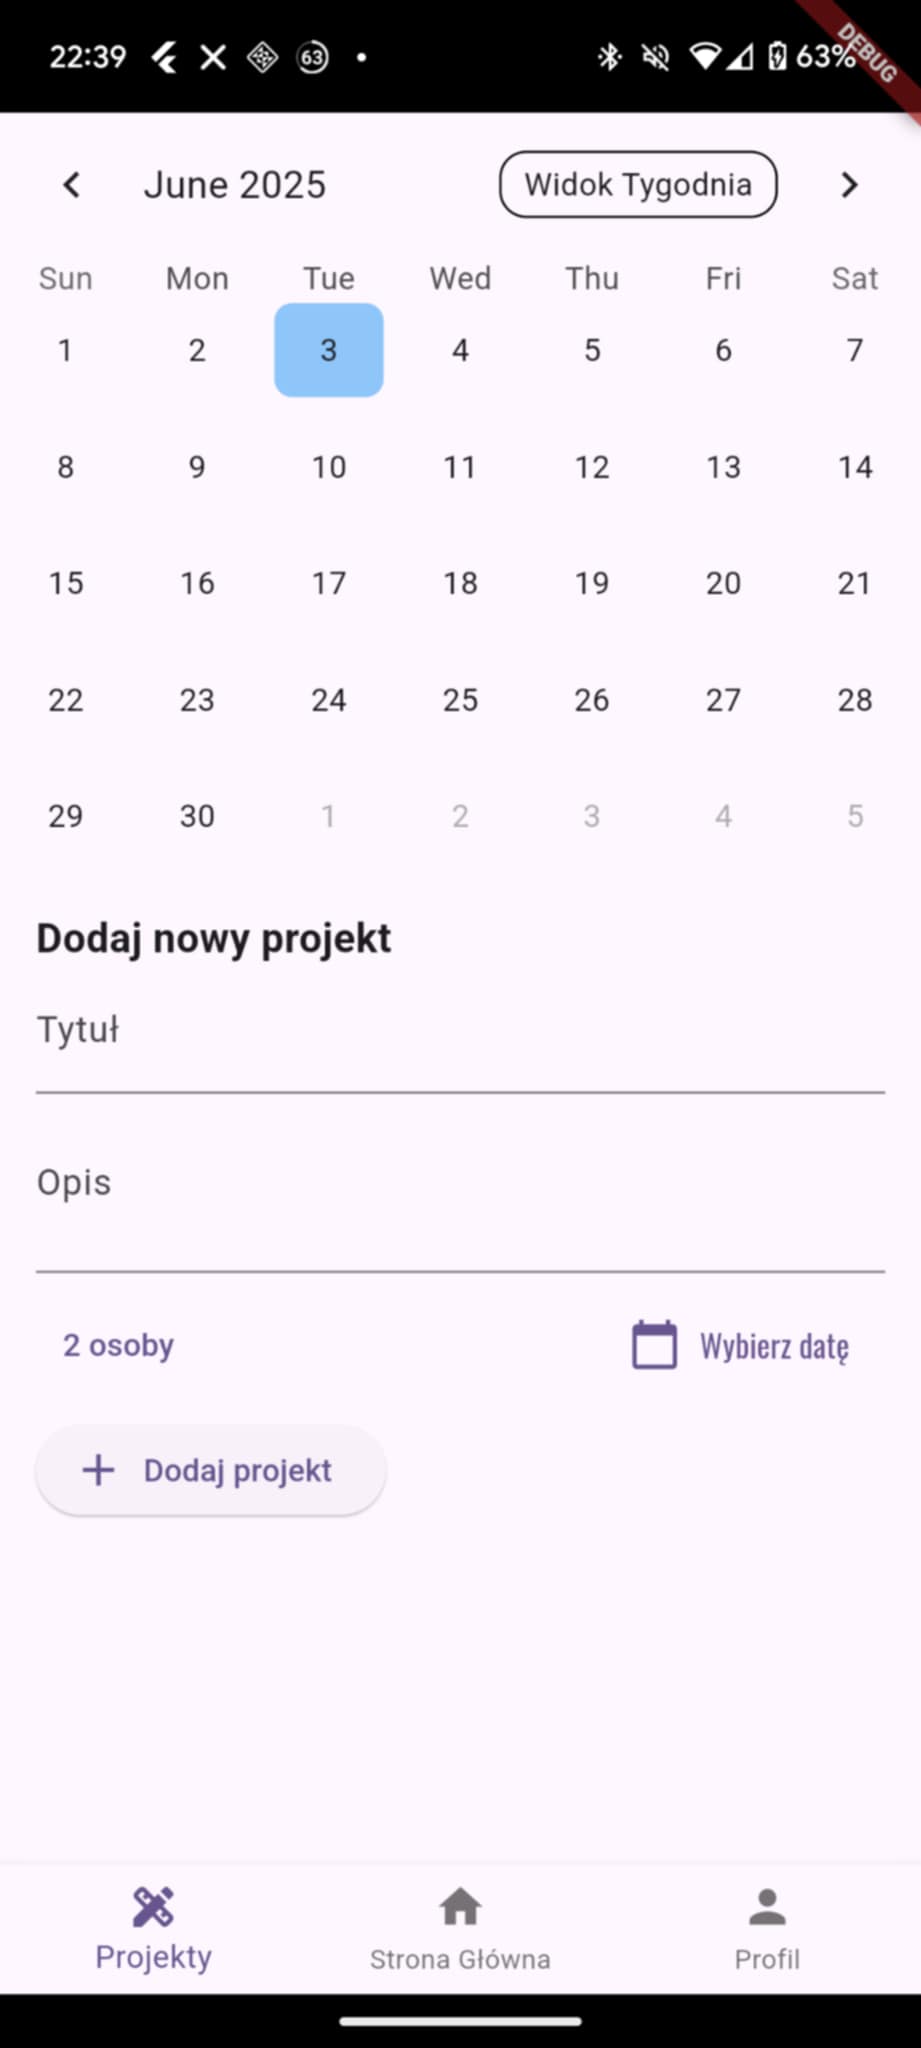 22:39 63 63% DEBUG
June 2025 Widok Tygodnia
Sun Mon Tue Wed Thu Fri Sat
1 2 3 4 5 6 7
8 9 10 11 12 13 14
15 16 17 18 19 20 21
22 23 24 25 26 27 28
29 30 1 2 3 4 5
Dodaj nowy projekt
Tytuł
Opis
2 osoby Wybierz datę
Dodaj projekt
Projekty Strona Główna Profil